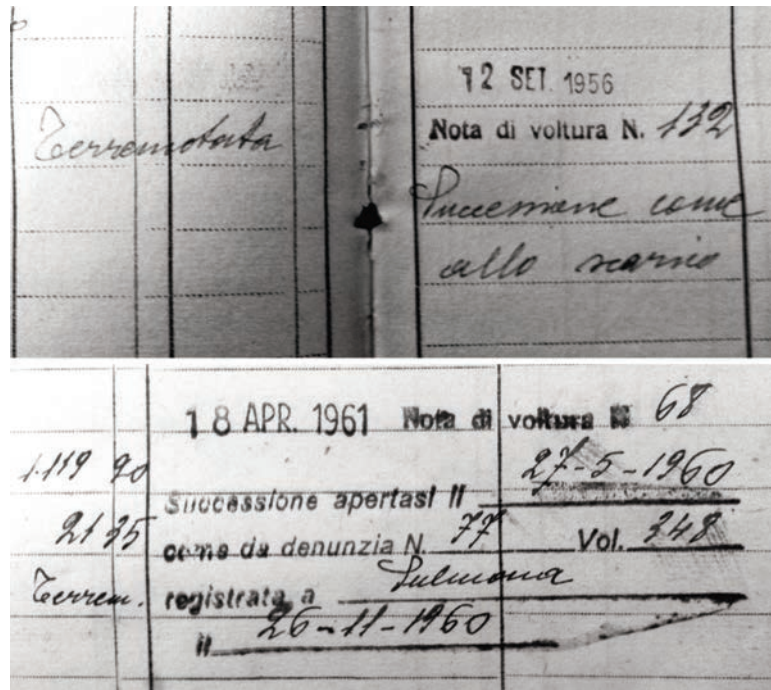 12 SET. 1956
Terremotata
Nota di voltura N. 132
Successione come
allo scarico
18 APR. 1961 Nota di voltura N 68
1.119 90
27-5-1960
Successione apertasi il
21 35
come da denunzia N. 77 Vol. 348
Terrem.
registrata a Sulmona
il 26-11-1960